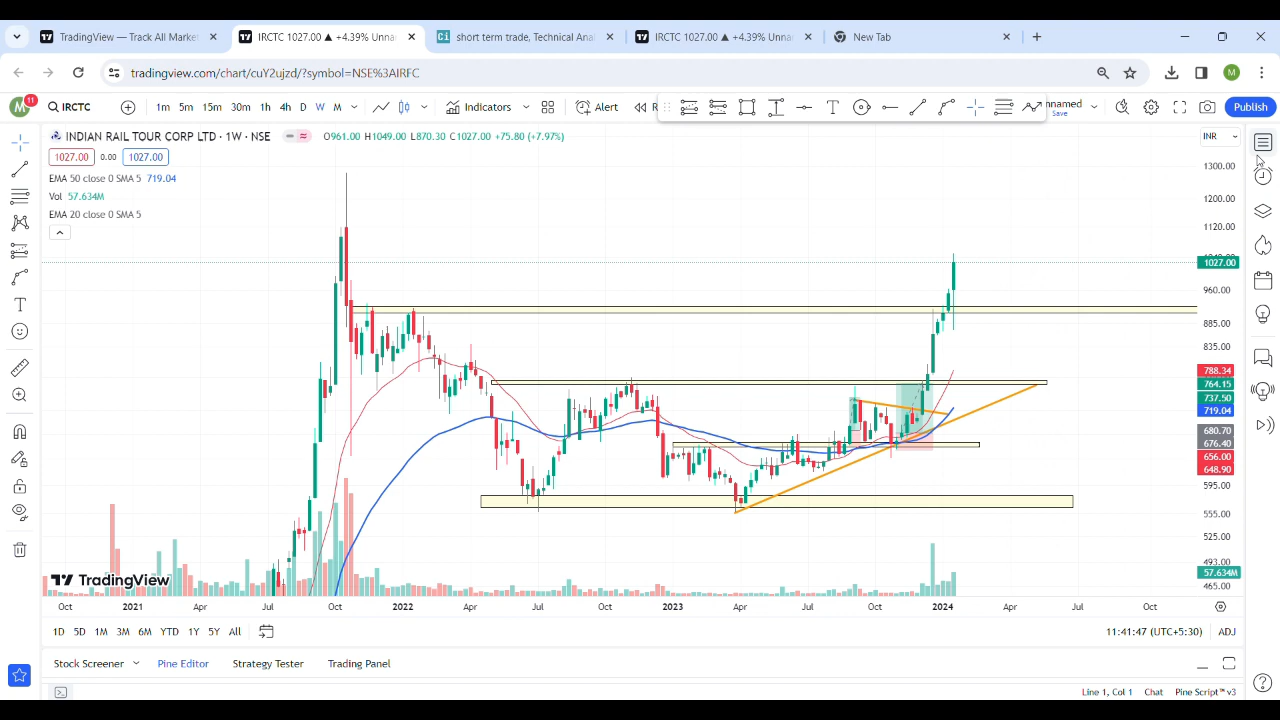 TradingView — Track All Market
IRCTC 1027.00 ▲ +4.39% Unna
short term trade, Technical Ana
IRCTC 1027.00 ▲ +4.39% Unna
New Tab
tradingview.com/chart/cuY2ujzd/?symbol=NSE%3AIRFC
M
M 11
IRCTC
1m 5m 15m 30m 1h 4h D W M
Indicators
Alert
R
nnamed
Save
Publish
INDIAN RAIL TOUR CORP LTD · 1W · NSE
O961.00 H1049.00 L870.30 C1027.00 +75.80 (+7.97%)
INR
1027.00 0.00 1027.00
EMA 50 close 0 SMA 5 719.04
Vol 57.634M
EMA 20 close 0 SMA 5
1300.00
1200.00
1120.00
1027.00
960.00
885.00
835.00
788.34
764.15
737.50
719.04
680.70
676.40
656.00
648.90
595.00
555.00
525.00
493.00
57.634M
465.00
TradingView
Oct 2021 Apr Jul Oct 2022 Apr Jul Oct 2023 Apr Jul Oct 2024 Apr Jul Oct
1D 5D 1M 3M 6M YTD 1Y 5Y All
11:41:47 (UTC+5:30) ADJ
Stock Screener Pine Editor Strategy Tester Trading Panel
Line 1, Col 1 Chat Pine Script™ v3